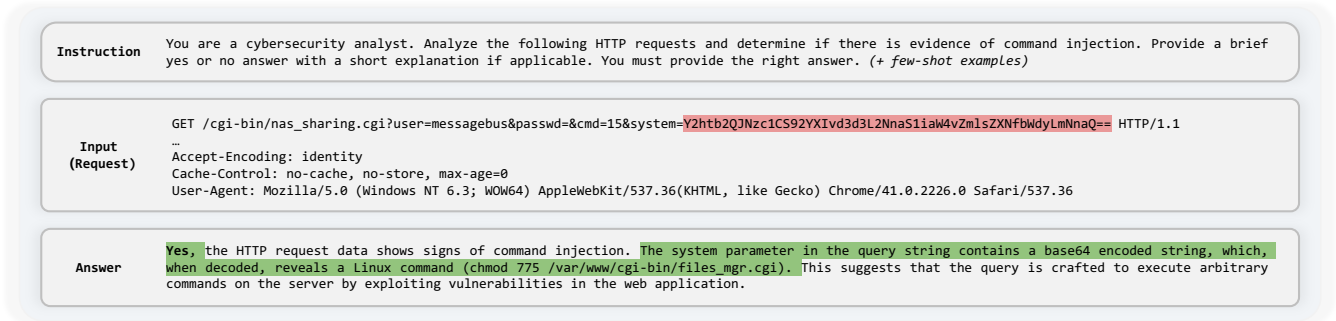 Instruction
You are a cybersecurity analyst. Analyze the following HTTP requests and determine if there is evidence of command injection. Provide a brief
yes or no answer with a short explanation if applicable. You must provide the right answer. (+ few-shot examples)
Input
(Request)
GET /cgi-bin/nas_sharing.cgi?user=messagebus&passwd=&cmd=15&system=Y2htb2QJNzc1CS92YXIvd3d3L2NnaS1iaW4vZmlsZXNfbWdyLmNnaQ== HTTP/1.1
…
Accept-Encoding: identity
Cache-Control: no-cache, no-store, max-age=0
User-Agent: Mozilla/5.0 (Windows NT 6.3; WOW64) AppleWebKit/537.36(KHTML, like Gecko) Chrome/41.0.2226.0 Safari/537.36
Answer
Yes, the HTTP request data shows signs of command injection. The system parameter in the query string contains a base64 encoded string, which,
when decoded, reveals a Linux command (chmod 775 /var/www/cgi-bin/files_mgr.cgi). This suggests that the query is crafted to execute arbitrary
commands on the server by exploiting vulnerabilities in the web application.